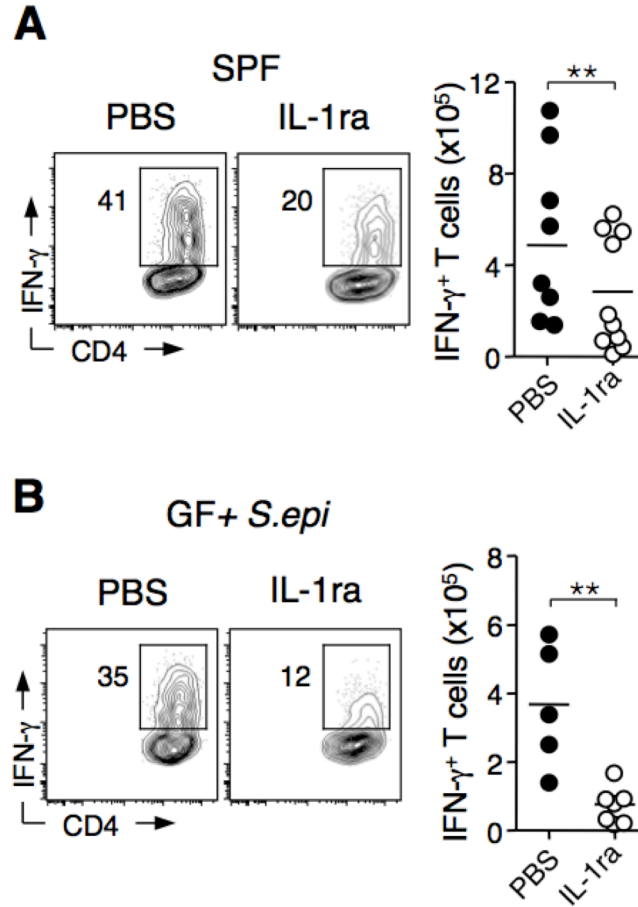 A
SPF
PBS
IL-1ra
41
20
IFN-γ
CD4
IFN-γ+ T cells (x10⁵)
12
8
4
0
**
PBS
IL-1ra
B
GF+ S.epi
PBS
IL-1ra
35
12
IFN-γ
CD4
IFN-γ+ T cells (x10⁵)
8
6
4
2
0
**
PBS
IL-1ra